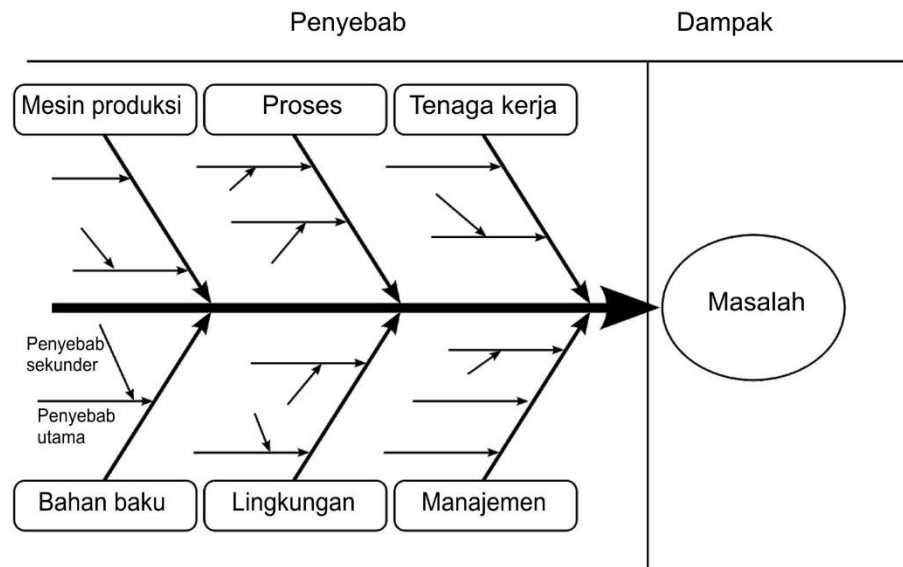 Penyebab
Dampak
Mesin produksi
Proses
Tenaga kerja
Masalah
Penyebab
sekunder
Penyebab
utama
Bahan baku
Lingkungan
Manajemen